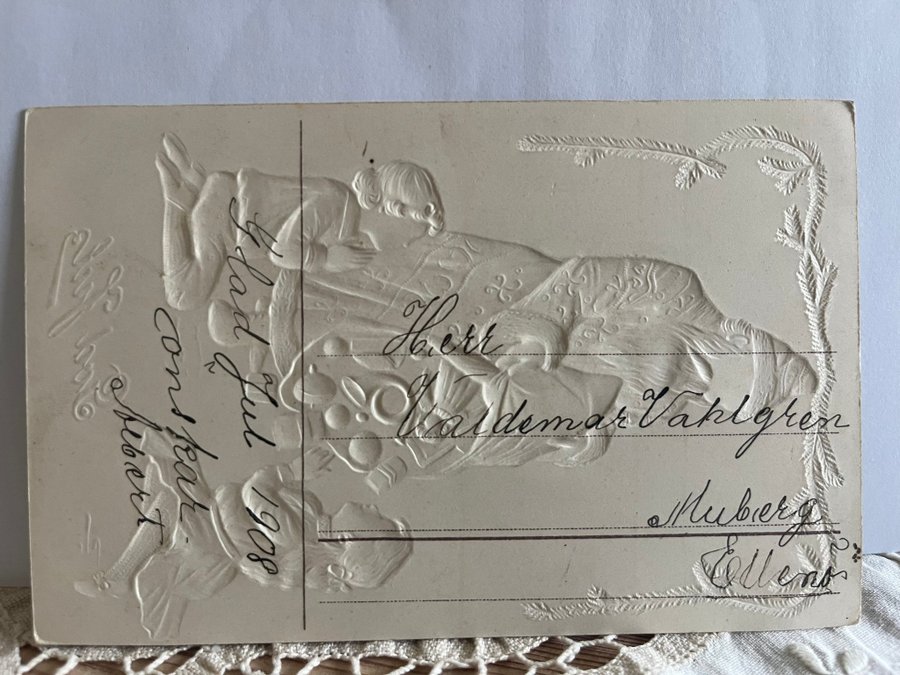 Glad Jul 1908
önskar
Albert
Herr
Valdemar Vahlgren
Muberg
Ellenö